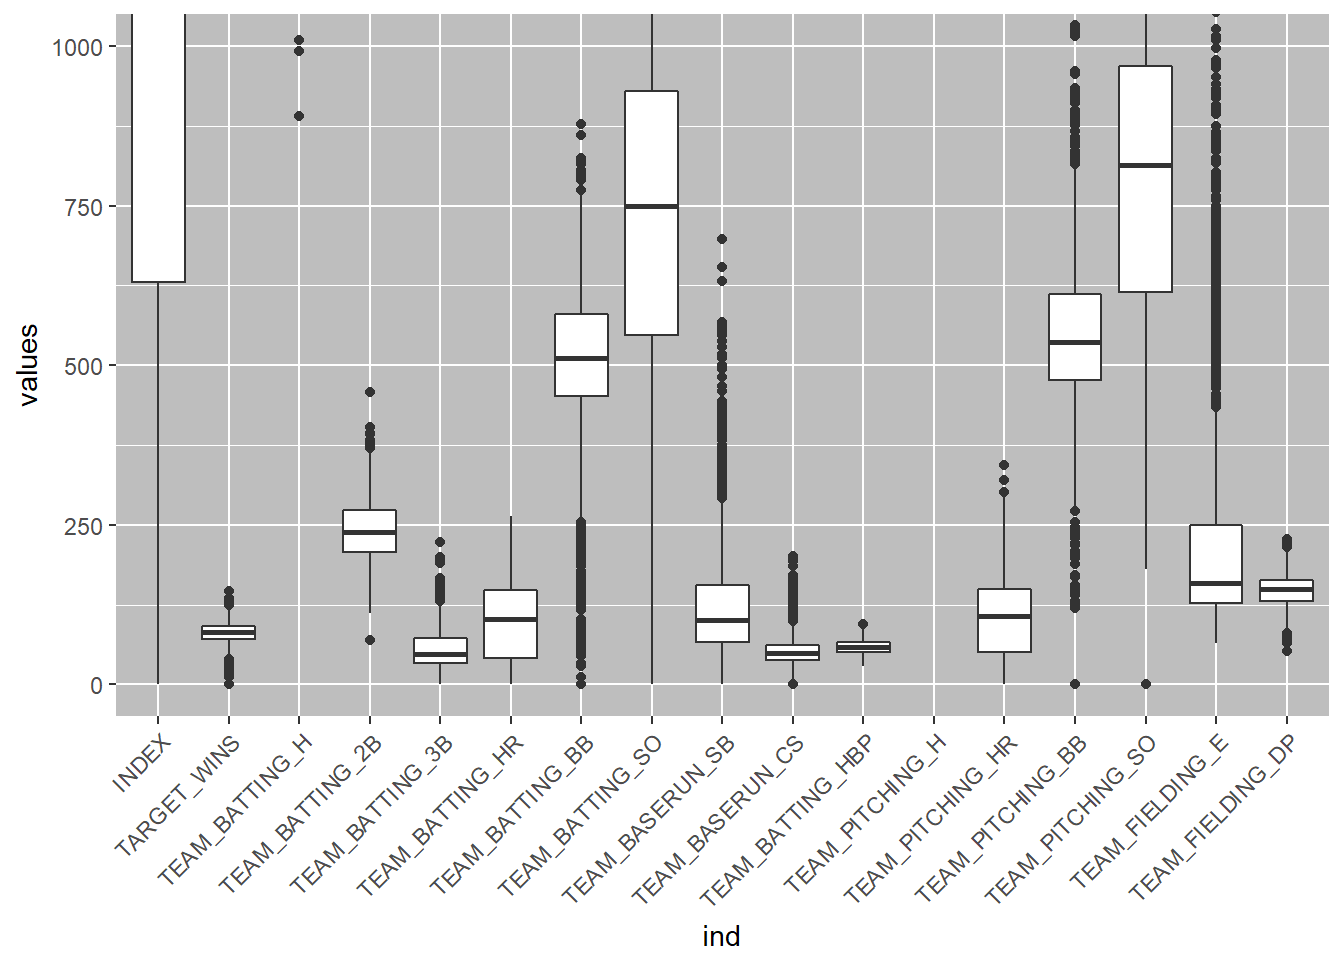 1000
750
500
250
0
values
INDEX
TARGET_WINS
TEAM_BATTING_H
TEAM_BATTING_2B
TEAM_BATTING_3B
TEAM_BATTING_HR
TEAM_BATTING_BB
TEAM_BATTING_SO
TEAM_BASERUN_SB
TEAM_BASERUN_CS
TEAM_BATTING_HBP
TEAM_PITCHING_H
TEAM_PITCHING_HR
TEAM_PITCHING_BB
TEAM_PITCHING_SO
TEAM_FIELDING_E
TEAM_FIELDING_DP
ind